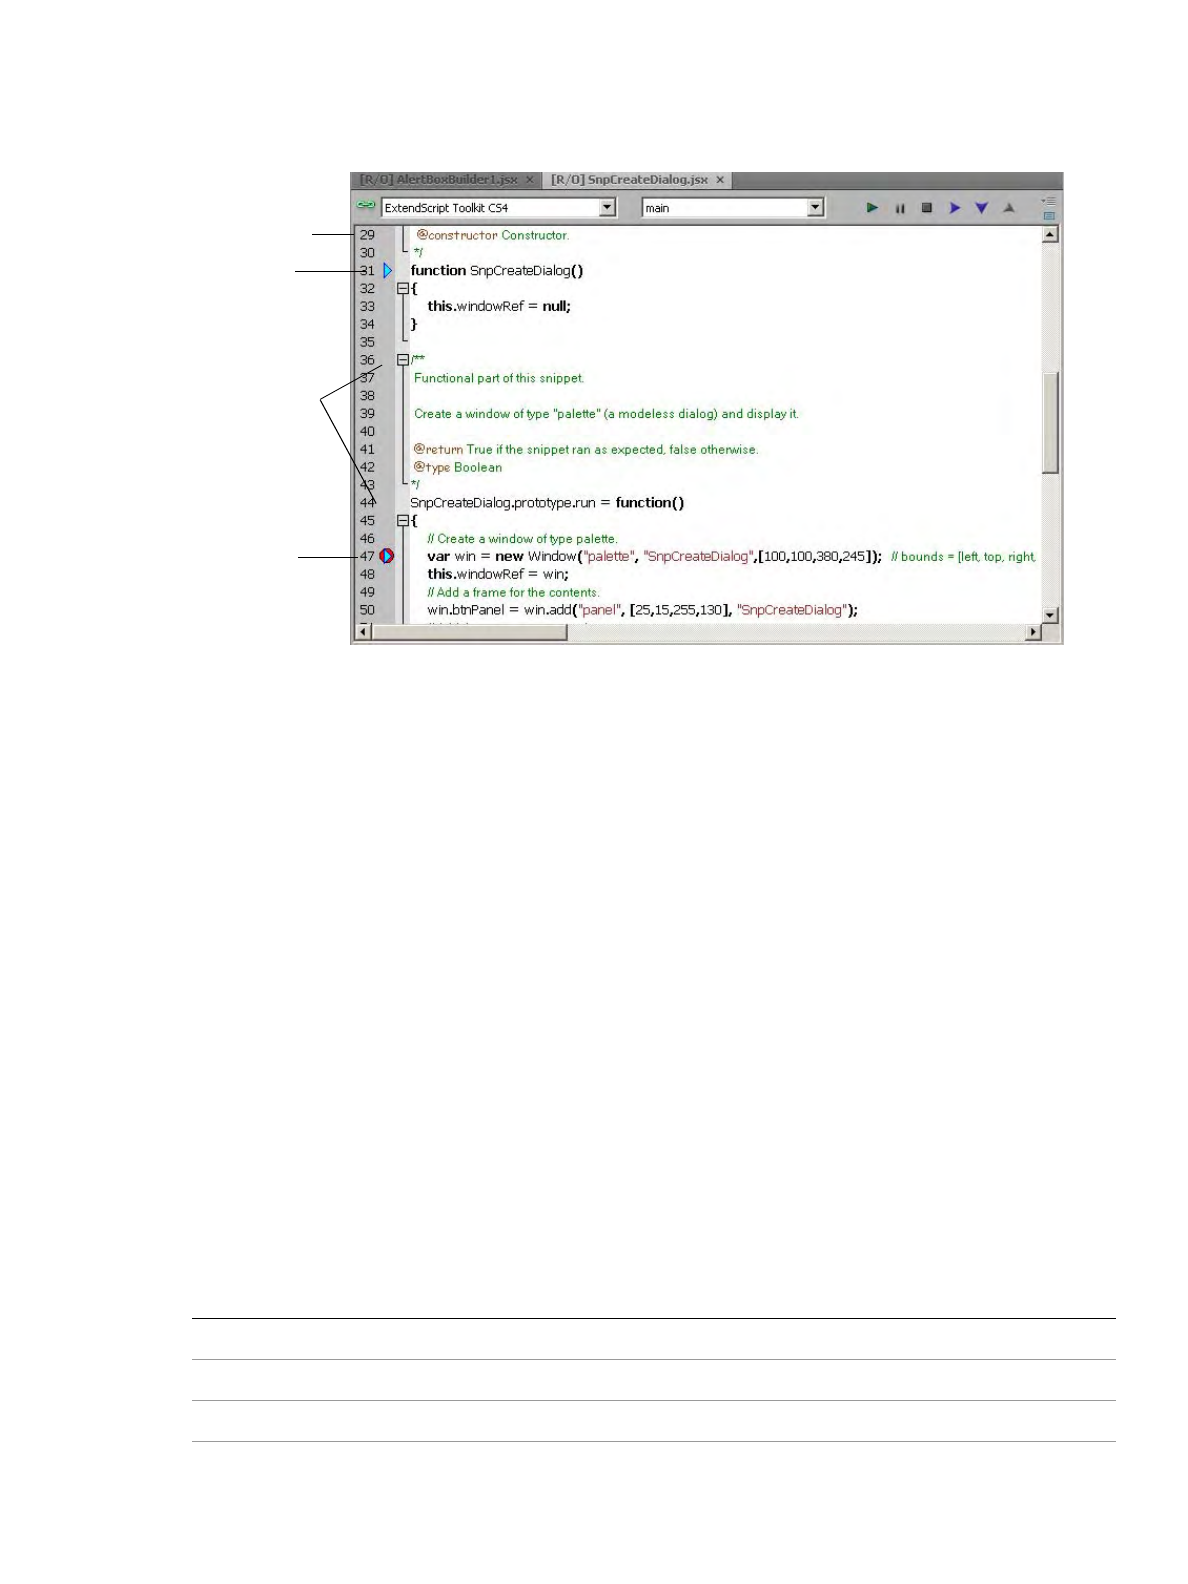 [R/O] AlertBoxBuilder1.jsx × [R/O] SnpCreateDialog.jsx ×
ExtendScript Toolkit CS4 main
29 @constructor Constructor.
30 */
31 function SnpCreateDialog()
32 {
33 this.windowRef = null;
34 }
35
36 /**
37 Functional part of this snippet.
38
39 Create a window of type "palette" (a modeless dialog) and display it.
40
41 @return True if the snippet ran as expected, false otherwise.
42 @type Boolean
43 */
44 SnpCreateDialog.prototype.run = function()
45 {
46 // Create a window of type palette.
47 var win = new Window("palette", "SnpCreateDialog",[100,100,380,245]); // bounds = [left, top, right,
48 this.windowRef = win;
49 // Add a frame for the contents.
50 win.btnPanel = win.add("panel", [25,15,255,130], "SnpCreateDialog");